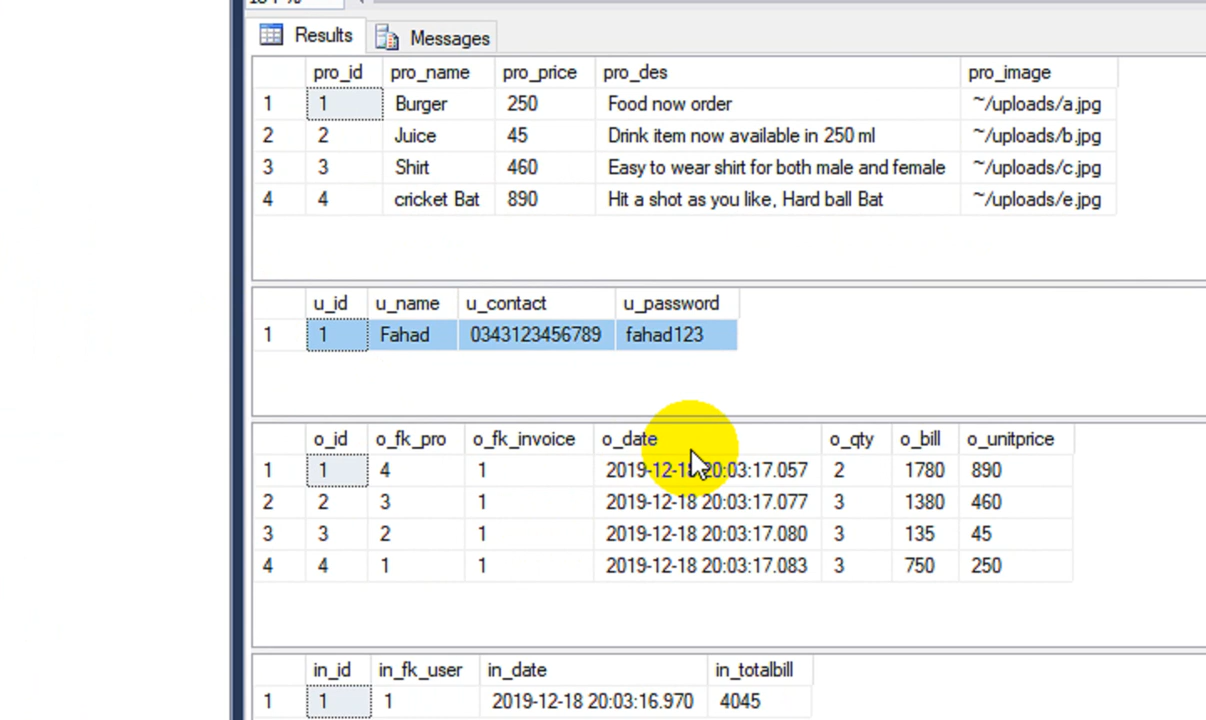 Results Messages
pro_id pro_name pro_price pro_des pro_image
1 1 Burger 250 Food now order ~/uploads/a.jpg
2 2 Juice 45 Drink item now available in 250 ml ~/uploads/b.jpg
3 3 Shirt 460 Easy to wear shirt for both male and female ~/uploads/c.jpg
4 4 cricket Bat 890 Hit a shot as you like, Hard ball Bat ~/uploads/e.jpg
u_id u_name u_contact u_password
1 1 Fahad 0343123456789 fahad123
o_id o_fk_pro o_fk_invoice o_date o_qty o_bill o_unitprice
1 1 4 1 2019-12-18 20:03:17.057 2 1780 890
2 2 3 1 2019-12-18 20:03:17.077 3 1380 460
3 3 2 1 2019-12-18 20:03:17.080 3 135 45
4 4 1 1 2019-12-18 20:03:17.083 3 750 250
in_id in_fk_user in_date in_totalbill
1 1 1 2019-12-18 20:03:16.970 4045